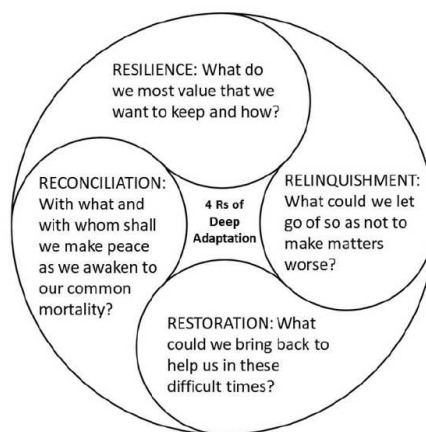 RESILIENCE: What do
we most value that we
want to keep and how?
RELINQUISHMENT:
What could we let
go of so as not to
make matters
worse?
RESTORATION: What
could we bring back to
help us in these
difficult times?
RECONCILIATION:
With what and
with whom shall
we make peace
as we awaken to
our common
mortality?
4 Rs of
Deep
Adaptation